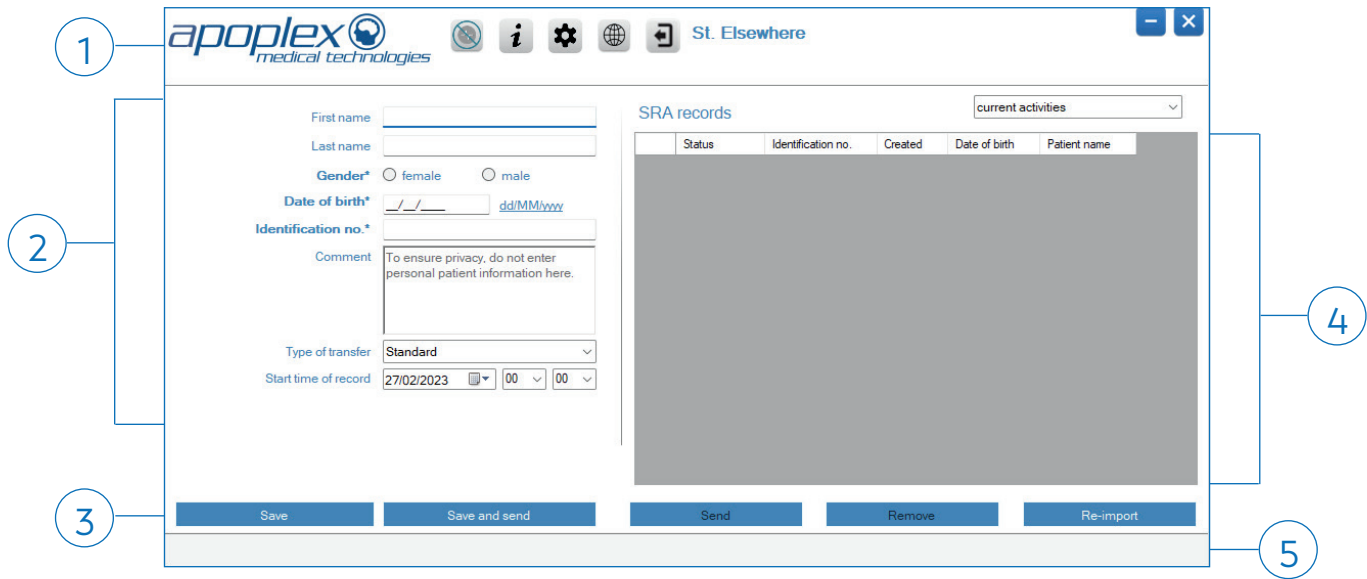 1
apoplex
medical technologies
i
St. Elsewhere
2
First name
Last name
Gender* female male
Date of birth* __/__/____ dd/MM/yyyy
Identification no.*
Comment
To ensure privacy, do not enter
personal patient information here.
Type of transfer Standard
Start time of record 27/02/2023 00 00
SRA records current activities
Status Identification no. Created Date of birth Patient name
4
3
Save Save and send Send Remove Re-import
5